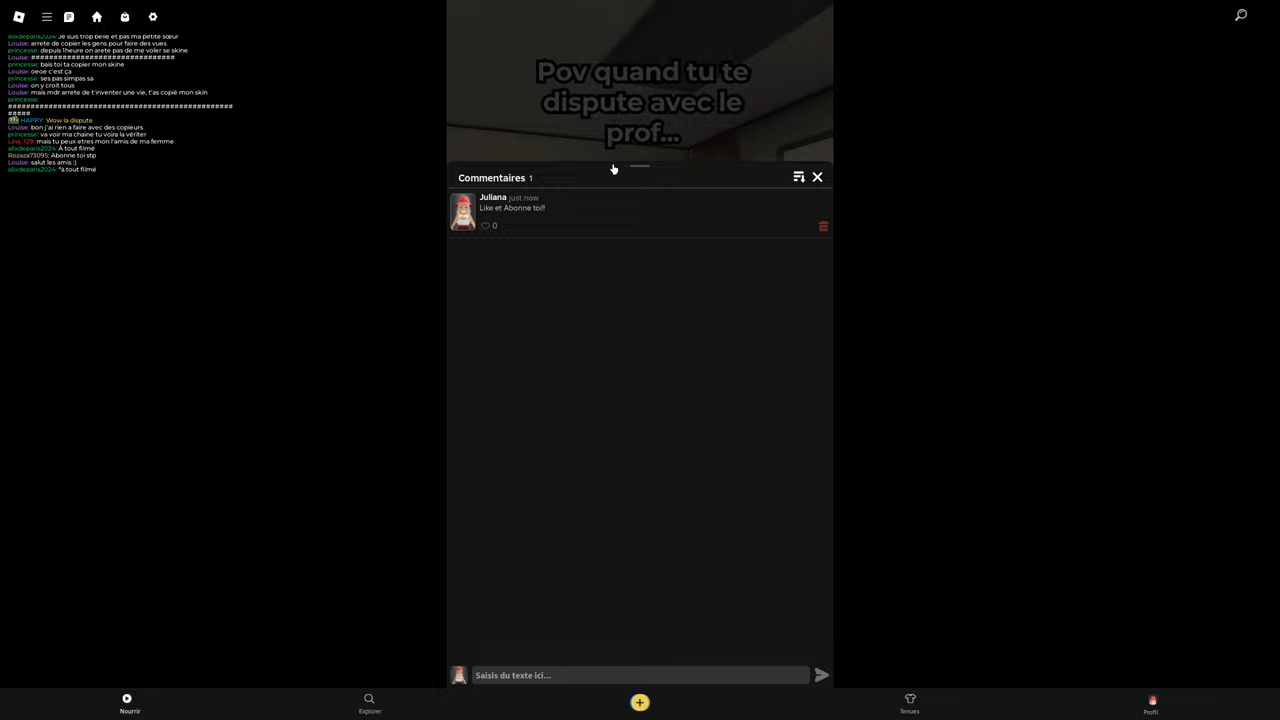 alixdeparis2024: Je suis trop belle et pas ma petite sœur
Louise: arrete de copier les gens pour faire des vues
princesse: depuis lheure on arete pas de me voler se skine
Louise: ################################
princesse: bais toi ta copier mon skine
Louise: oeoe c'est ça
princesse: ses pas simpas sa
Louise: on y croit tous
Louise: mais mdr arrete de t'inventer une vie, t'as copié mon skin
princesse:
##################################################
#####
HAPPY: Wow la dispute
Louise: bon j'ai rien a faire avec des copieurs
princesse: va voir ma chaine tu voira la vériter
Lina_129: mais tu peux etres mon l'amis de ma femme
alixdeparis2024: À tout filmé
Rozaza73095: Abonne toi stp
Louise: salut les amis :)
alixdeparis2024: *à tout filmé
Pov quand tu te
dispute avec le
prof...
Commentaires 1
Juliana just now
Like et Abonne toi!!
0
Saisis du texte ici...
Nourrir
Explorer
Tenues
Profil